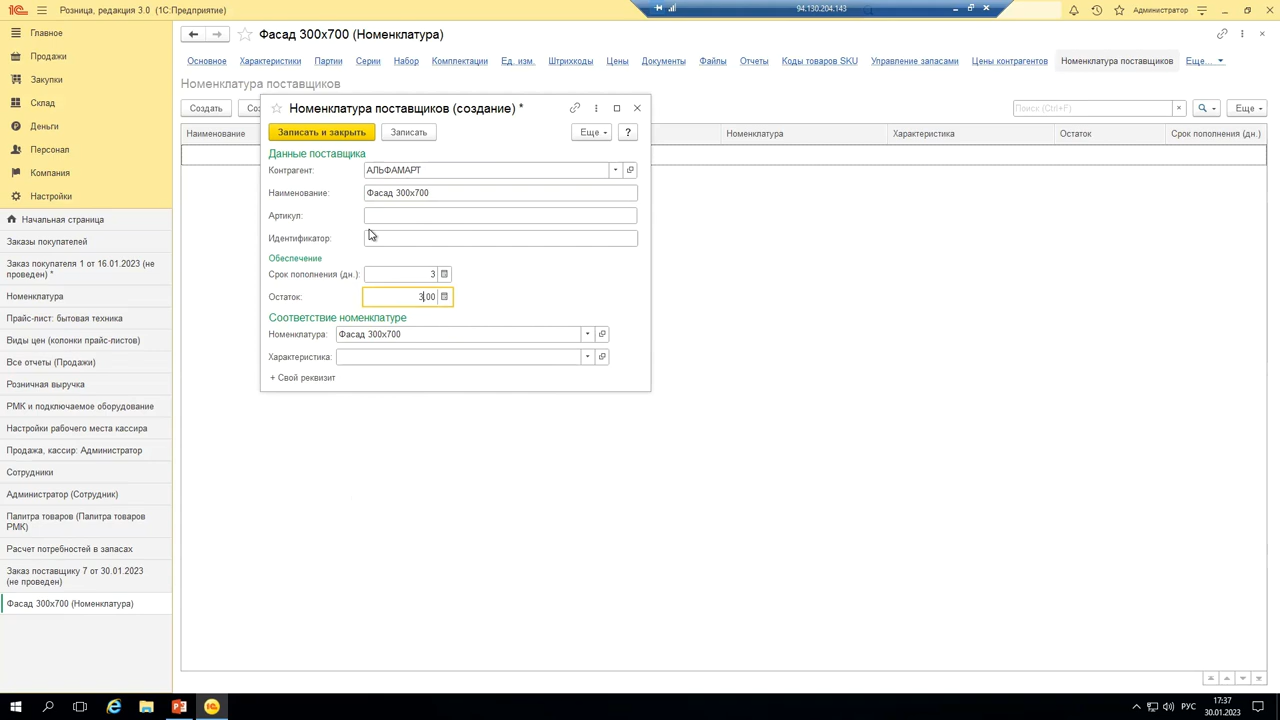 Розница, редакция 3.0 (1С:Предприятие)
94.130.204.143
Администратор
Главное
Продажи
Закупки
Склад
Деньги
Персонал
Компания
Настройки
Начальная страница
Заказы покупателей
Заказ покупателя 1 от 16.01.2023 (не
проведен) *
Номенклатура
Прайс-лист: бытовая техника
Виды цен (колонки прайс-листов)
Все отчеты (Продажи)
Розничная выручка
РМК и подключаемое оборудование
Настройки рабочего места кассира
Продажа, кассир: Администратор
Сотрудники
Администратор (Сотрудник)
Палитра товаров (Палитра товаров
РМК)
Расчет потребностей в запасах
Заказ поставщику 7 от 30.01.2023
(не проведен)
Фасад 300х700 (Номенклатура)
Фасад 300х700 (Номенклатура)
Основное Характеристики Партии Серии Набор Комплектации Ед. изм. Штрихкоды Цены Документы Файлы Отчеты Коды товаров SKU Управление запасами Цены контрагентов Номенклатура поставщиков Еще...
Номенклатура поставщиков
Создать
Поиск (Ctrl+F)
Еще
Наименование Номенклатура Характеристика Остаток Срок пополнения (дн.)
Номенклатура поставщиков (создание) *
Записать и закрыть Записать Еще ?
Данные поставщика
Контрагент: АЛЬФАМАРТ
Наименование: Фасад 300х700
Артикул:
Идентификатор:
Обеспечение
Срок пополнения (дн.): 3
Остаток: 3,00
Соответствие номенклатуре
Номенклатура: Фасад 300х700
Характеристика:
+ Свой реквизит
РУС
17:37
30.01.2023